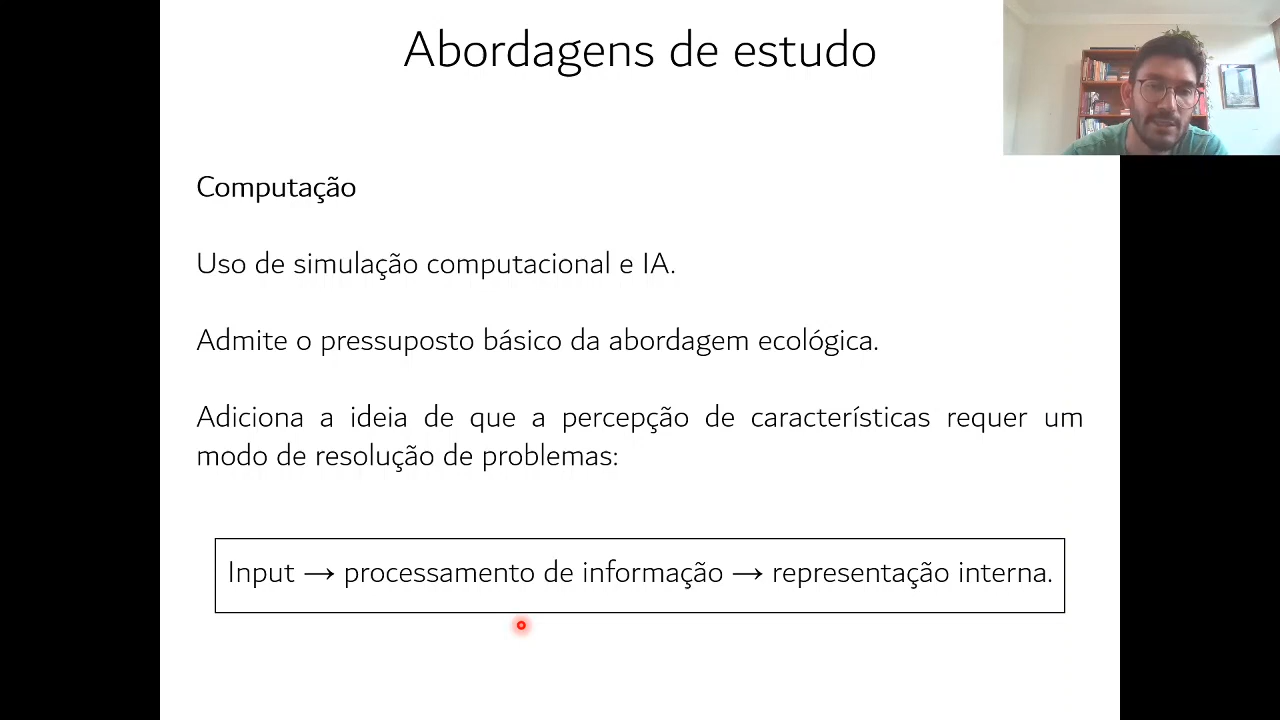 Abordagens de estudo
Computação
Uso de simulação computacional e IA.
Admite o pressuposto básico da abordagem ecológica.
Adiciona a ideia de que a percepção de características requer um
modo de resolução de problemas:
Input → processamento de informação → representação interna.